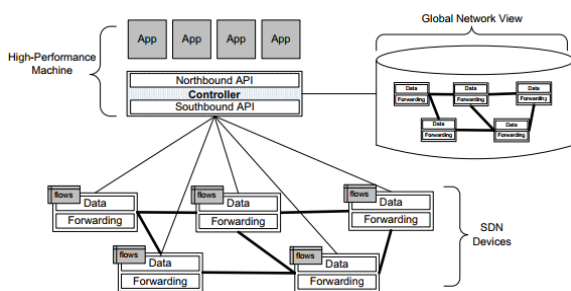 Global Network View
App App App App
High-Performance
Machine
Northbound API
Controller
Southbound API
Data Data Data
Forwarding Forwarding Forwarding
Data Data
Forwarding Forwarding
flows flows flows
Data Data Data
Forwarding Forwarding Forwarding
SDN
Devices
flows flows
Data Data
Forwarding Forwarding